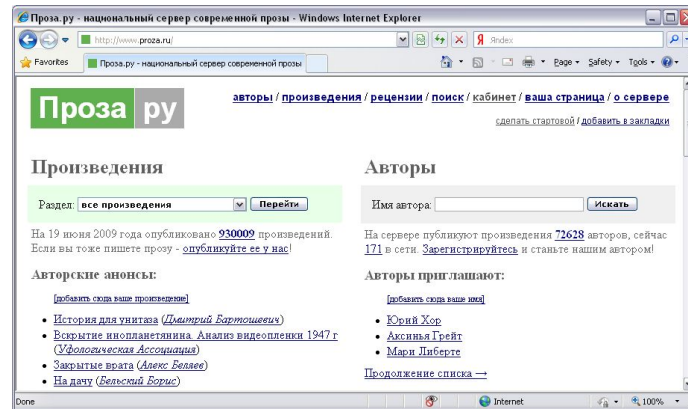 Проза.ру - национальный сервер современной прозы - Windows Internet Explorer
http://www.proza.ru/
Яндекс
Favorites
Проза.ру - национальный сервер современной прозы
Page
Safety
Tools
Проза ру
авторы / произведения / рецензии / поиск / кабинет / ваша страница / о сервере
сделать стартовой / добавить в закладки
Произведения
Раздел: все произведения Перейти
На 19 июня 2009 года опубликовано 930009 произведений.
Если вы тоже пишете прозу - опубликуйте ее у нас!
Авторские анонсы:
[добавить сюда ваше произведение]
История для унитаза (Дмитрий Бартошевич)
Вскрытие инопланетянина. Анализ видеопленки 1947 г
(Уфологическая Ассоциация)
Закрытые врата (Алекс Беляев)
На дачу (Бельский Борис)
Авторы
Имя автора: Искать
На сервере публикуют произведения 72628 авторов, сейчас
171 в сети. Зарегистрируйтесь и станьте нашим автором!
Авторы приглашают:
[добавить сюда ваше имя]
Юрий Хор
Аксинья Грейт
Мари Либерте
Продолжение списка →
Done
Internet
100%